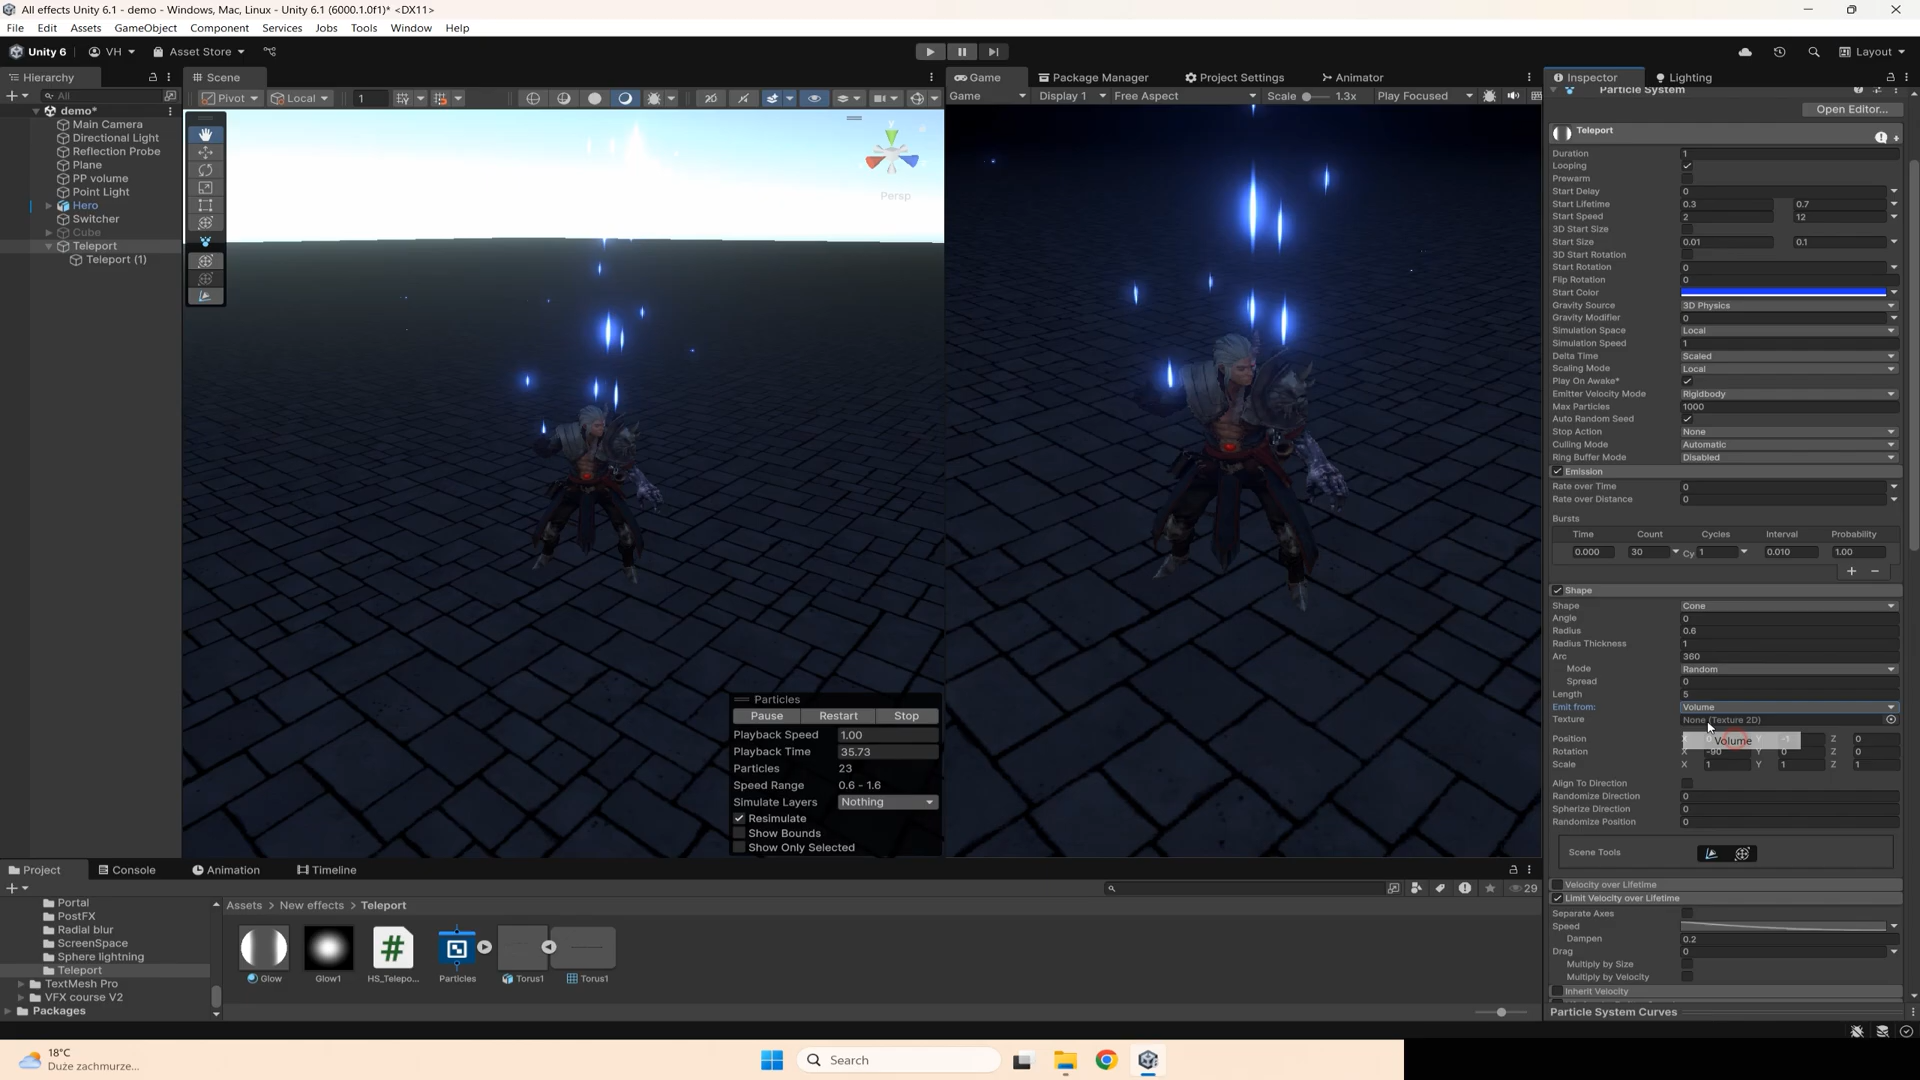 All effects Unity 6.1 - demo - Windows, Mac, Linux - Unity 6.1 (6000.1.0f1)* <DX11>
File Edit Assets GameObject Component Services Jobs Tools Window Help
Unity 6 VH Asset Store Layout
Hierarchy Scene Game Package Manager Project Settings Animator Inspector Lighting
All Pivot Local 1 2D Game Display 1 Free Aspect Scale 1.3x Play Focused
demo*
Main Camera
Directional Light
Reflection Probe
Plane
PP volume
Point Light
Hero
Switcher
Cube
Teleport
Teleport (1)
y
Persp
Particles
Pause Restart Stop
Playback Speed 1.00
Playback Time 35.73
Particles 23
Speed Range 0.6 - 1.6
Simulate Layers Nothing
Resimulate
Show Bounds
Show Only Selected
Particle System
Open Editor...
Teleport
Duration 1
Looping
Prewarm
Start Delay 0
Start Lifetime 0.3 0.7
Start Speed 2 12
3D Start Size
Start Size 0.01 0.1
3D Start Rotation
Start Rotation 0
Flip Rotation 0
Start Color
Gravity Source 3D Physics
Gravity Modifier 0
Simulation Space Local
Simulation Speed 1
Delta Time Scaled
Scaling Mode Local
Play On Awake*
Emitter Velocity Mode Rigidbody
Max Particles 1000
Auto Random Seed
Stop Action None
Culling Mode Automatic
Ring Buffer Mode Disabled
Emission
Rate over Time 0
Rate over Distance 0
Bursts
Time Count Cycles Interval Probability
0.000 30 Cy 1 0.010 1.00
Shape
Shape Cone
Angle 0
Radius 0.6
Radius Thickness 1
Arc 360
Mode Random
Spread 0
Length 5
Emit from: Volume
Texture None (Texture 2D)
Position -1 Z 0
Volume
Rotation X -90 Y 0 Z 0
Scale X 1 Y 1 Z 1
Align To Direction
Randomize Direction 0
Spherize Direction 0
Randomize Position 0
Scene Tools
Velocity over Lifetime
Limit Velocity over Lifetime
Separate Axes
Speed
Dampen 0.2
Drag 0
Multiply by Size
Multiply by Velocity
Inherit Velocity
Particle System Curves
Project Console Animation Timeline
29
Portal
PostFX
Radial blur
ScreenSpace
Sphere lightning
Teleport
TextMesh Pro
VFX course V2
Packages
Assets > New effects > Teleport
Glow Glow1 HS_Telepo... Particles Torus1 Torus1
18°C
Duże zachmurze...
Search